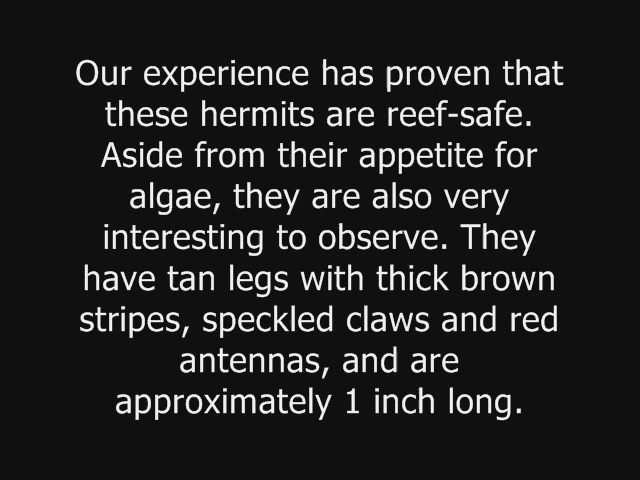 Our experience has proven that
these hermits are reef-safe.
Aside from their appetite for
algae, they are also very
interesting to observe. They
have tan legs with thick brown
stripes, speckled claws and red
antennas, and are
approximately 1 inch long.